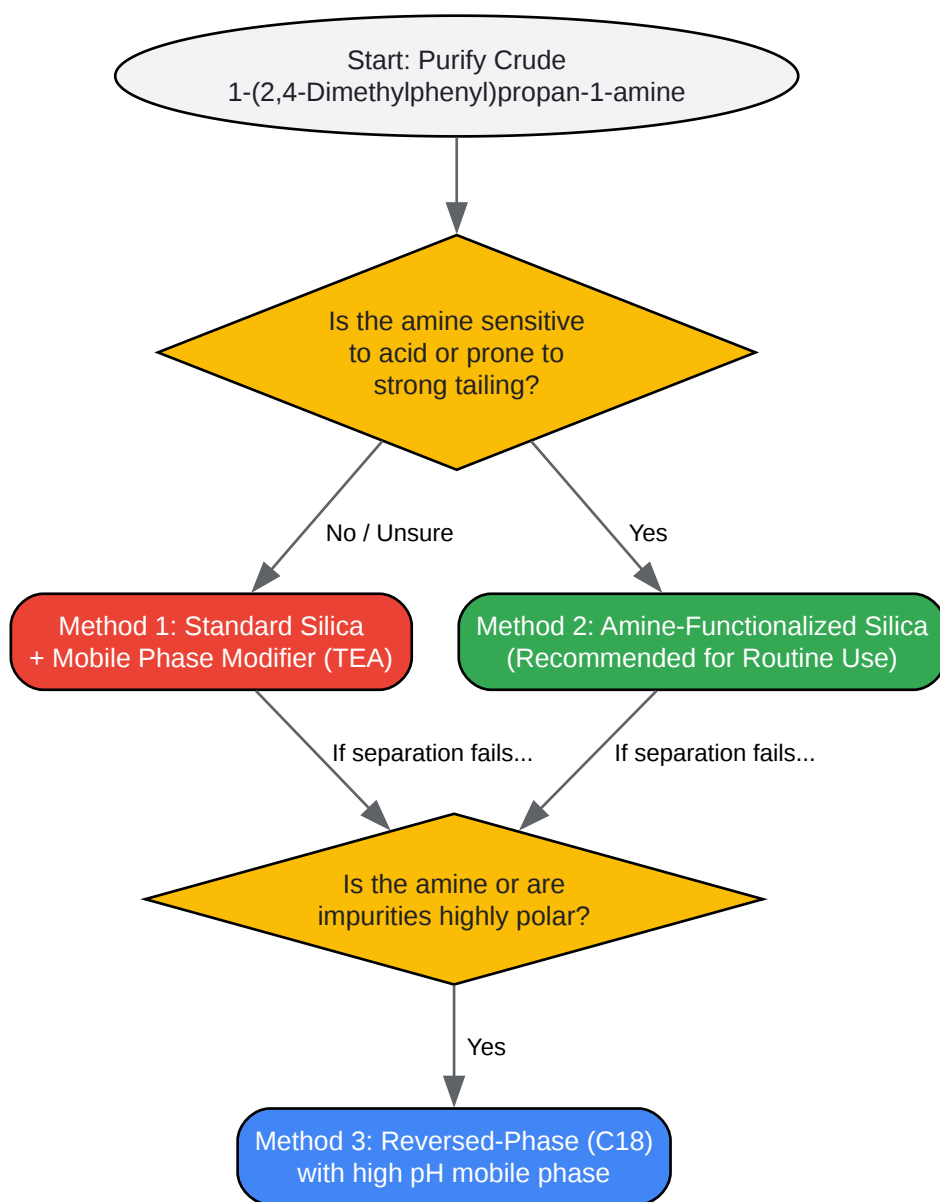 Start: Purify Crude
1-(2,4-Dimethylphenyl)propan-1-amine
Is the amine sensitive
to acid or prone to
strong tailing?
No / Unsure
Yes
Method 1: Standard Silica
+ Mobile Phase Modifier (TEA)
Method 2: Amine-Functionalized Silica
(Recommended for Routine Use)
If separation fails...
If separation fails...
Is the amine or are
impurities highly polar?
Yes
Method 3: Reversed-Phase (C18)
with high pH mobile phase